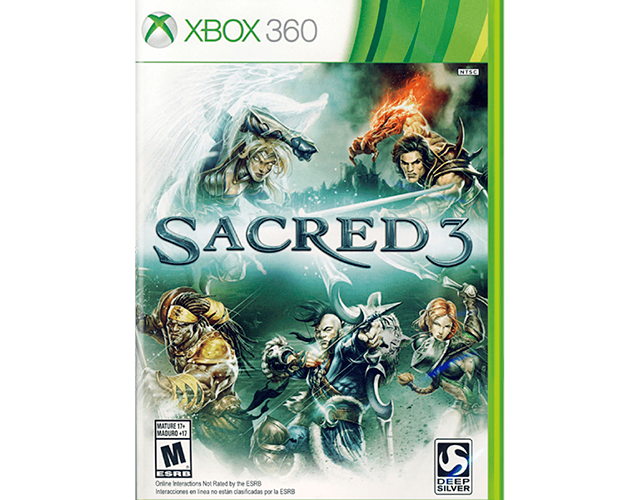 XBOX 360
NTSC
SACRED 3
MATURE 17+
MADURO +17
M
ESRB
Online Interactions Not Rated by the ESRB
Interacciones en línea no están clasificadas por la ESRB
DEEP
SILVER